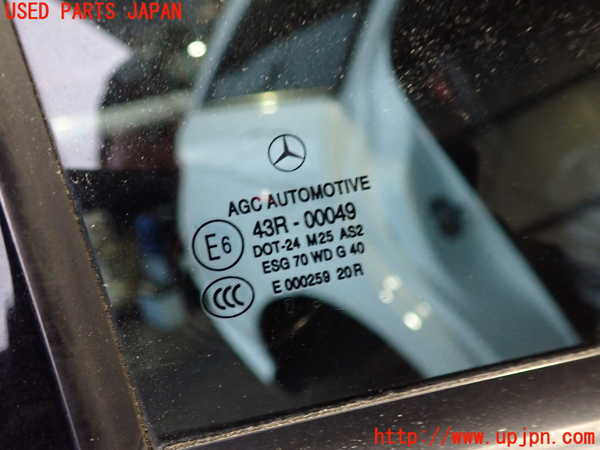 USED PARTS JAPAN
AGC AUTOMOTIVE
43R - 00049
E6
DOT-24 M25 AS2
ESG 70 WD G 40
CCC
E 000259 20R
http://www.upjpn.com/